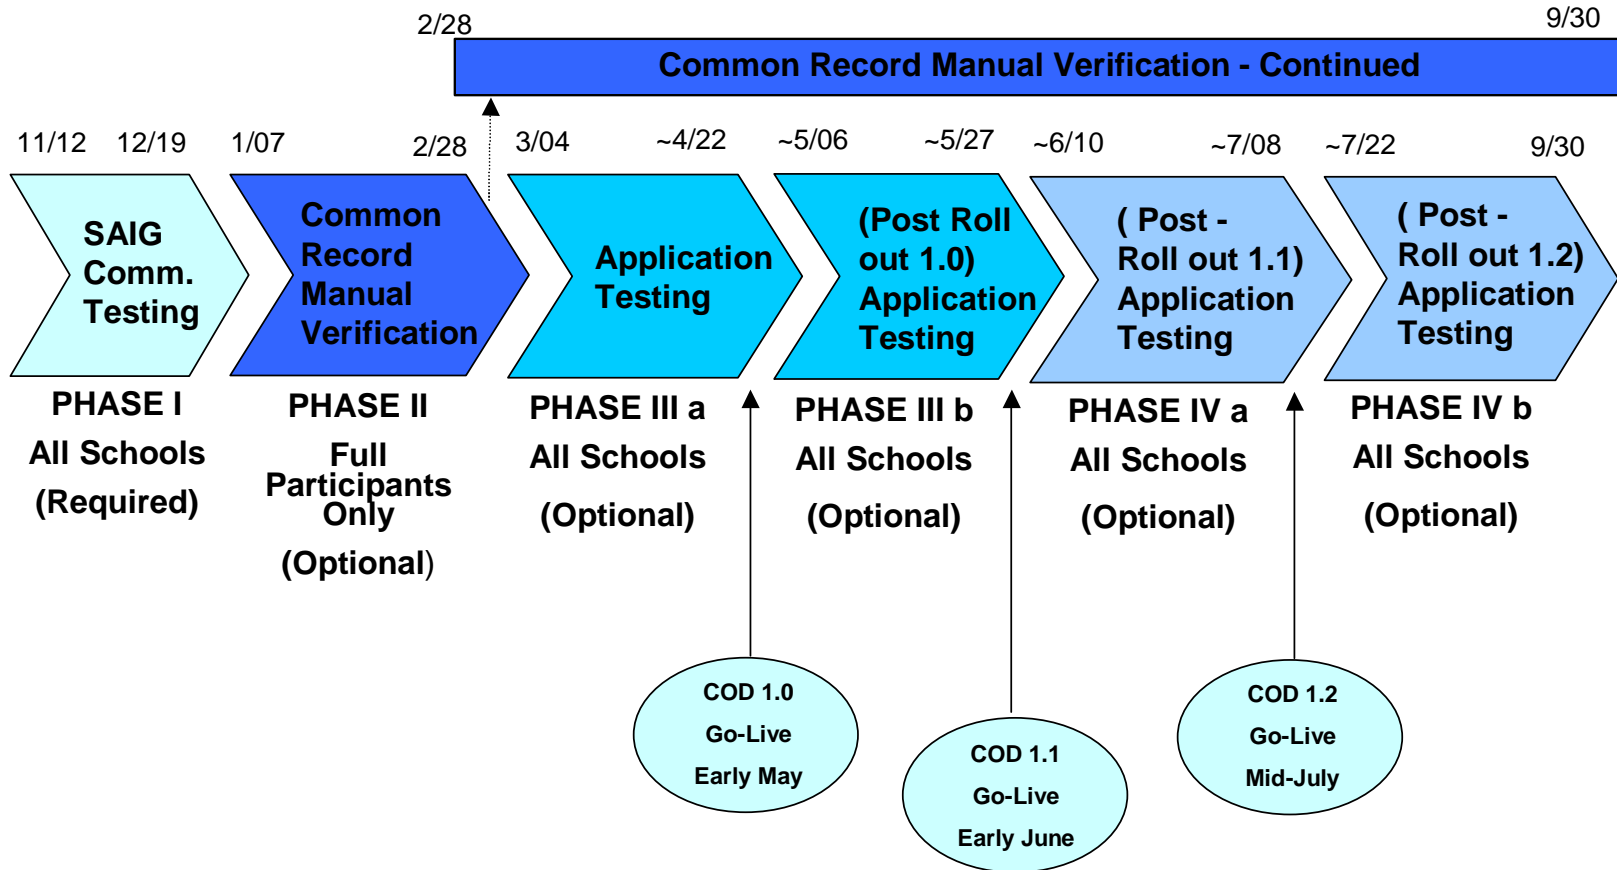 2/28
9/30
Common Record Manual Verification - Continued
11/12
12/19
1/07
2/28
3/04
~4/22
~5/06
~5/27
~6/10
~7/08
~7/22
9/30
SAIG
Comm.
Testing
Common
Record
Manual
Verification
Application
Testing
(Post Roll
out 1.0)
Application
Testing
( Post -
Roll out 1.1)
Application
Testing
( Post -
Roll out 1.2)
Application
Testing
PHASE I
All Schools
(Required)
PHASE II
Full
Participants
Only
(Optional)
PHASE III a
All Schools
(Optional)
PHASE III b
All Schools
(Optional)
PHASE IV a
All Schools
(Optional)
PHASE IV b
All Schools
(Optional)
COD 1.0
Go-Live
Early May
COD 1.1
Go-Live
Early June
COD 1.2
Go-Live
Mid-July